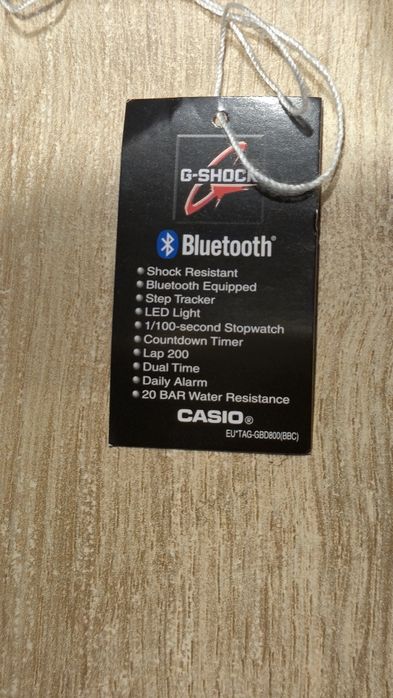 G-SHOCK
Bluetooth®
Shock Resistant
Bluetooth Equipped
Step Tracker
LED Light
1/100-second Stopwatch
Countdown Timer
Lap 200
Dual Time
Daily Alarm
20 BAR Water Resistance
CASIO®
EU*TAG-GBD800(BBC)